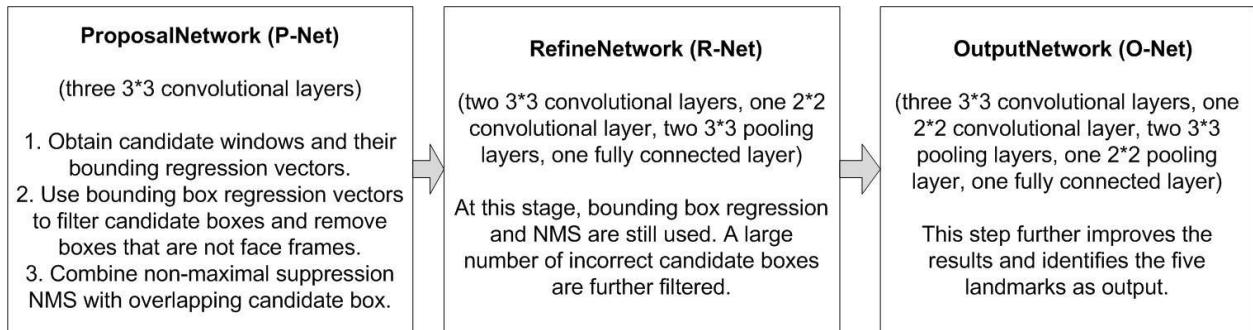 ProposalNetwork (P-Net)
(three 3*3 convolutional layers)
1. Obtain candidate windows and their
bounding regression vectors.
2. Use bounding box regression vectors
to filter candidate boxes and remove
boxes that are not face frames.
3. Combine non-maximal suppression
NMS with overlapping candidate box.
RefineNetwork (R-Net)
(two 3*3 convolutional layers, one 2*2
convolutional layer, two 3*3 pooling
layers, one fully connected layer)
At this stage, bounding box regression
and NMS are still used. A large
number of incorrect candidate boxes
are further filtered.
OutputNetwork (O-Net)
(three 3*3 convolutional layers, one
2*2 convolutional layer, two 3*3
pooling layers, one 2*2 pooling
layer, one fully connected layer)
This step further improves the
results and identifies the five
landmarks as output.